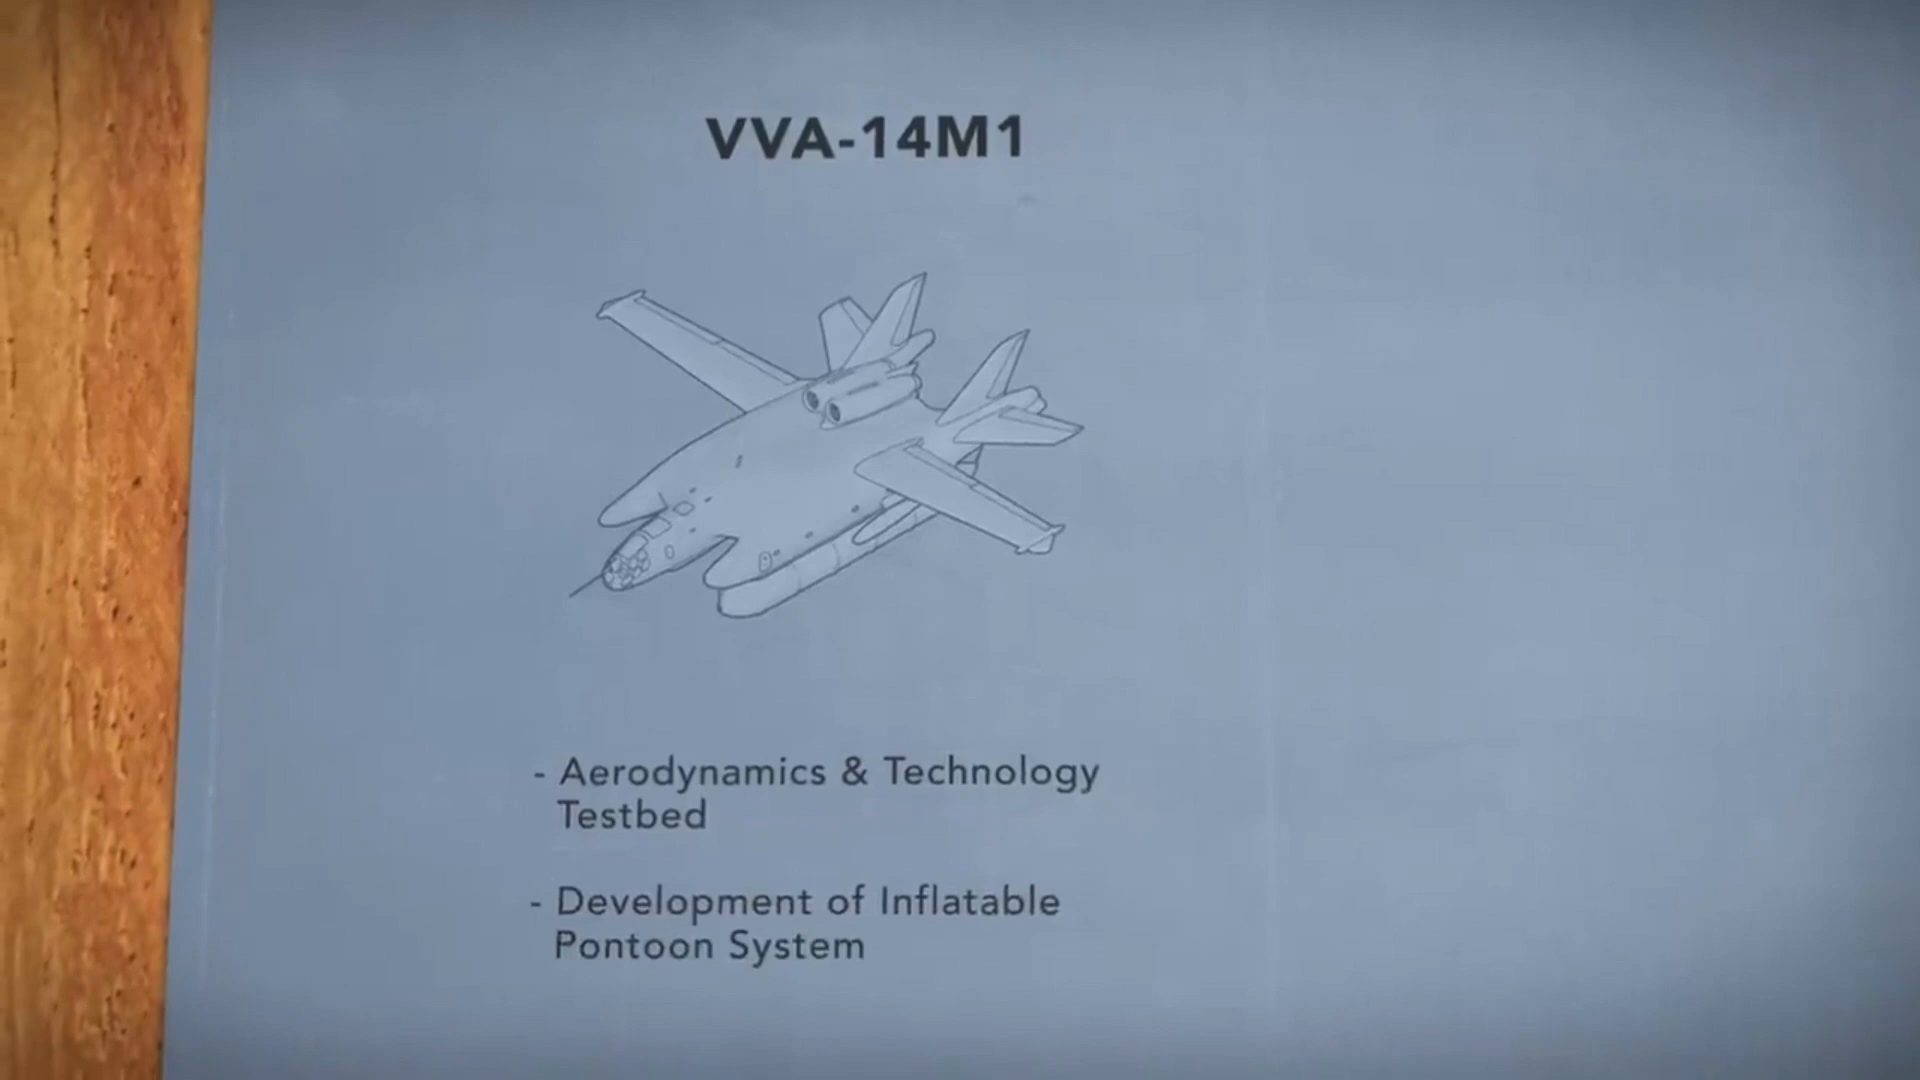 VVA-14M1
- Aerodynamics & Technology
Testbed
- Development of Inflatable
Pontoon System